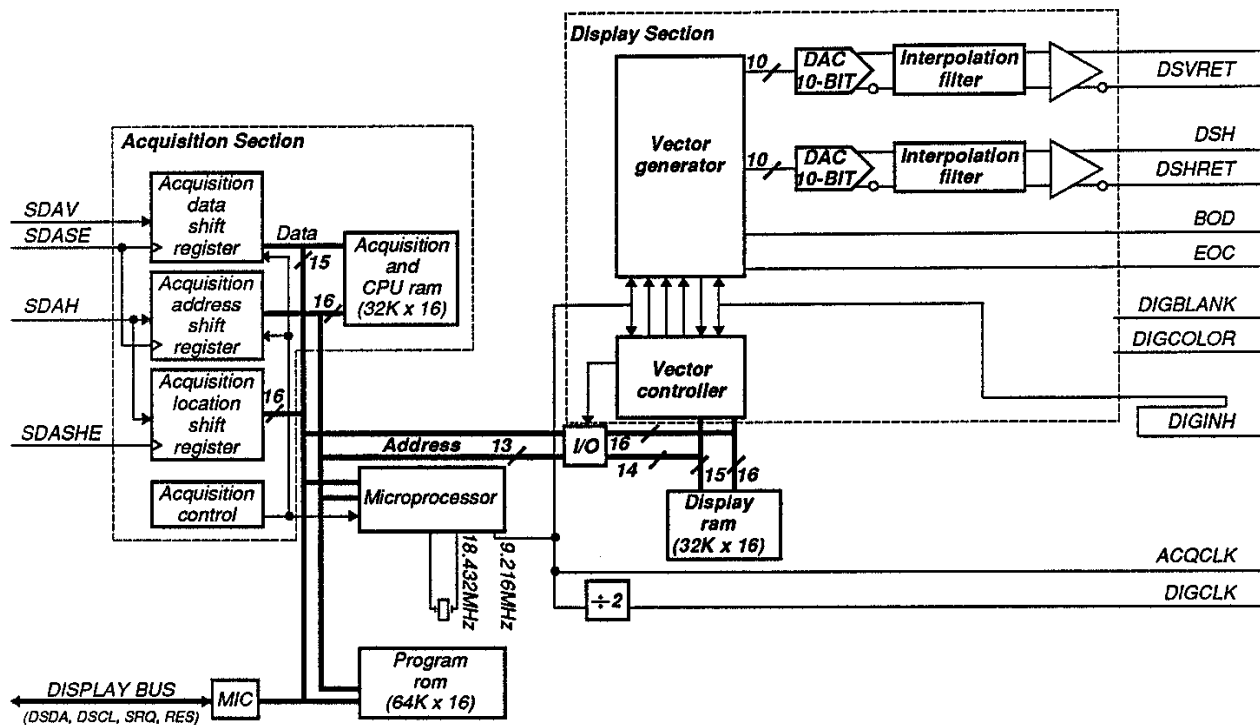 Display Section
10
DAC
10-BIT
Interpolation
filter
DSVRET
Vector
generator
10
DAC
10-BIT
Interpolation
filter
DSH
DSHRET
BOD
EOC
Acquisition Section
SDAV
SDASE
Acquisition
data
shift
register
Data
15
Acquisition
and
CPU ram
(32K x 16)
SDAH
Acquisition
address
shift
register
16
DIGBLANK
DIGCOLOR
Vector
controller
SDASHE
Acquisition
location
shift
register
16
DIGINH
Address
13
I/O
16
14
15
16
Acquisition
control
Microprocessor
Display
ram
(32K x 16)
18.432MHz
9.216MHz
ACQCLK
÷2
DIGCLK
Program
rom
(64K x 16)
DISPLAY BUS
(DSDA, DSCL, SRQ, RES)
MIC